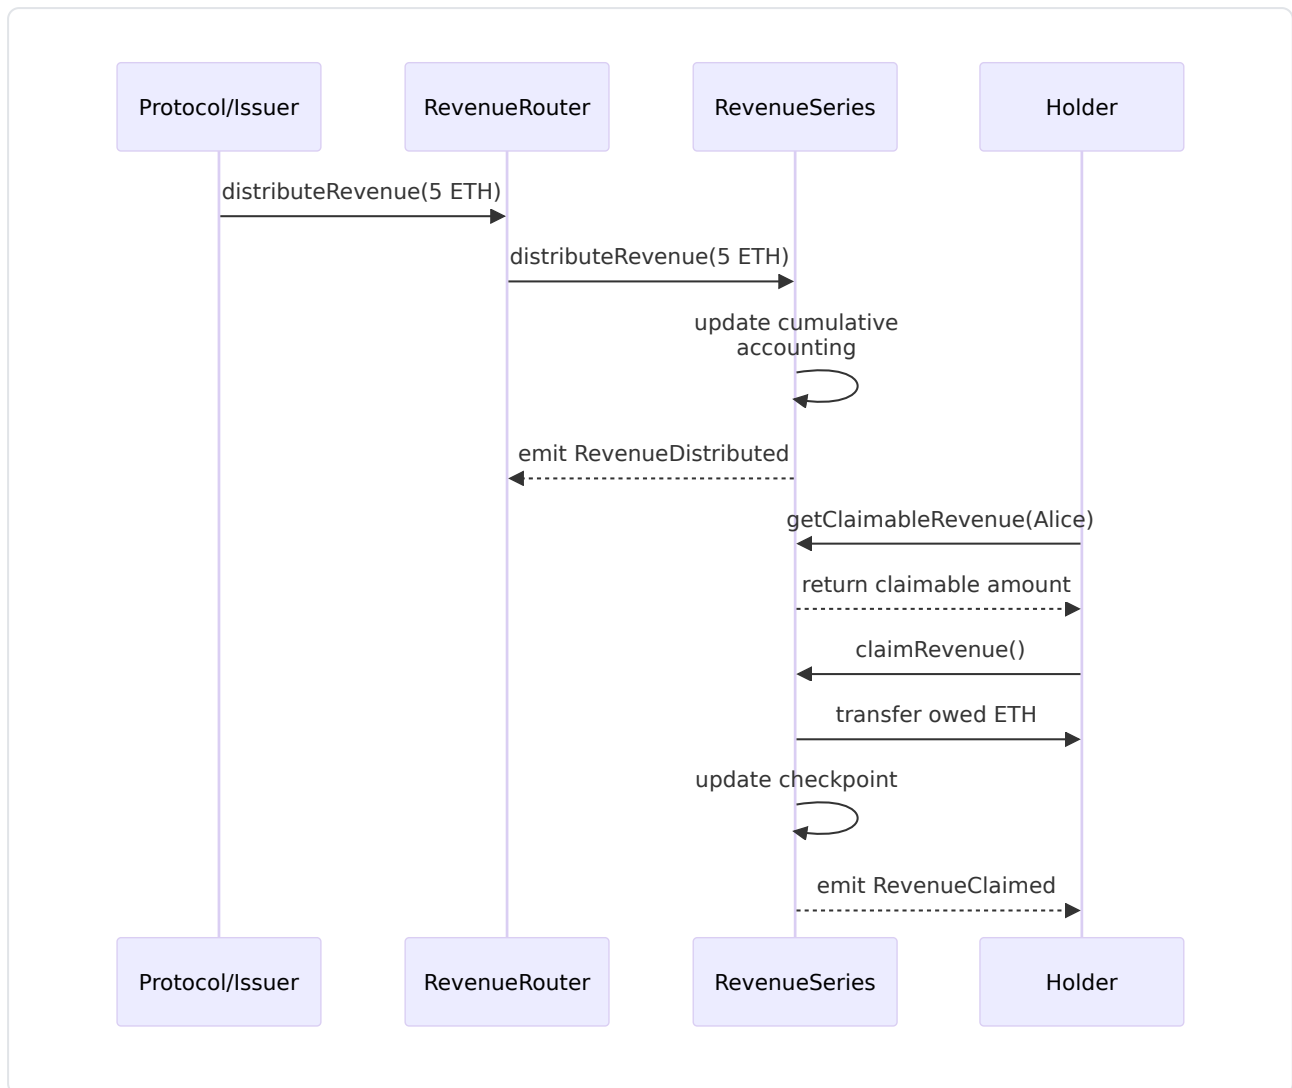 Protocol/Issuer
RevenueRouter
RevenueSeries
Holder
distributeRevenue(5 ETH)
distributeRevenue(5 ETH)
update cumulative
accounting
emit RevenueDistributed
getClaimableRevenue(Alice)
return claimable amount
claimRevenue()
transfer owed ETH
update checkpoint
emit RevenueClaimed
Protocol/Issuer
RevenueRouter
RevenueSeries
Holder